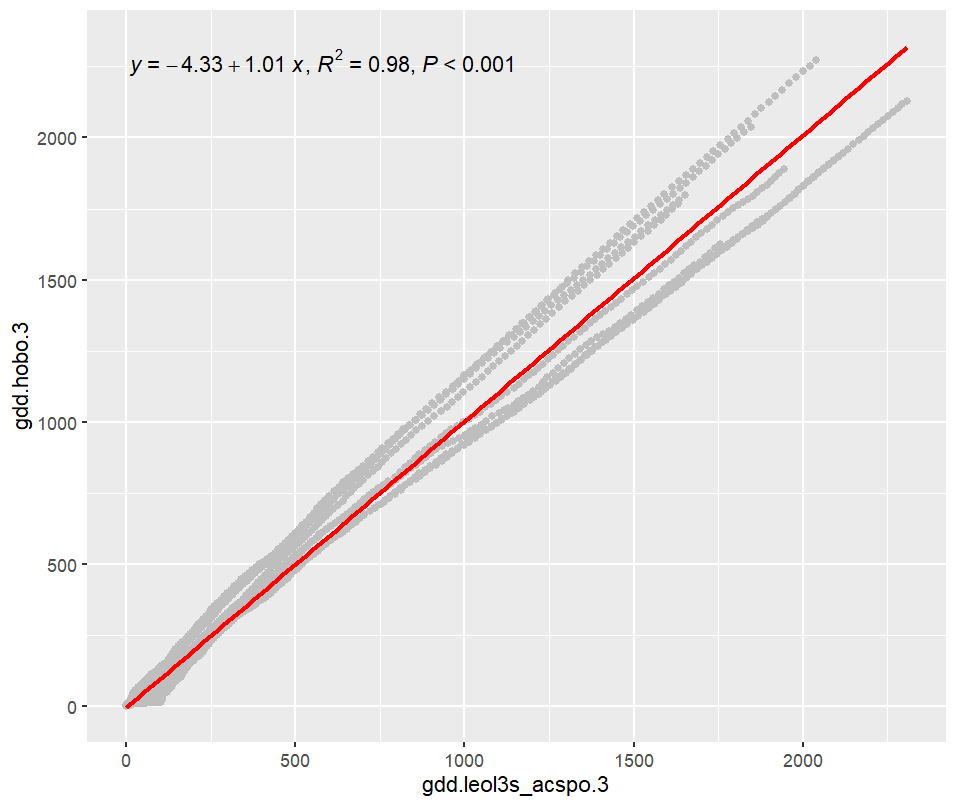 y = −4.33 + 1.01 x, R² = 0.98, P < 0.001
2000
1500
1000
500
0
gdd.hobo.3
0 500 1000 1500 2000
gdd.leol3s_acspo.3